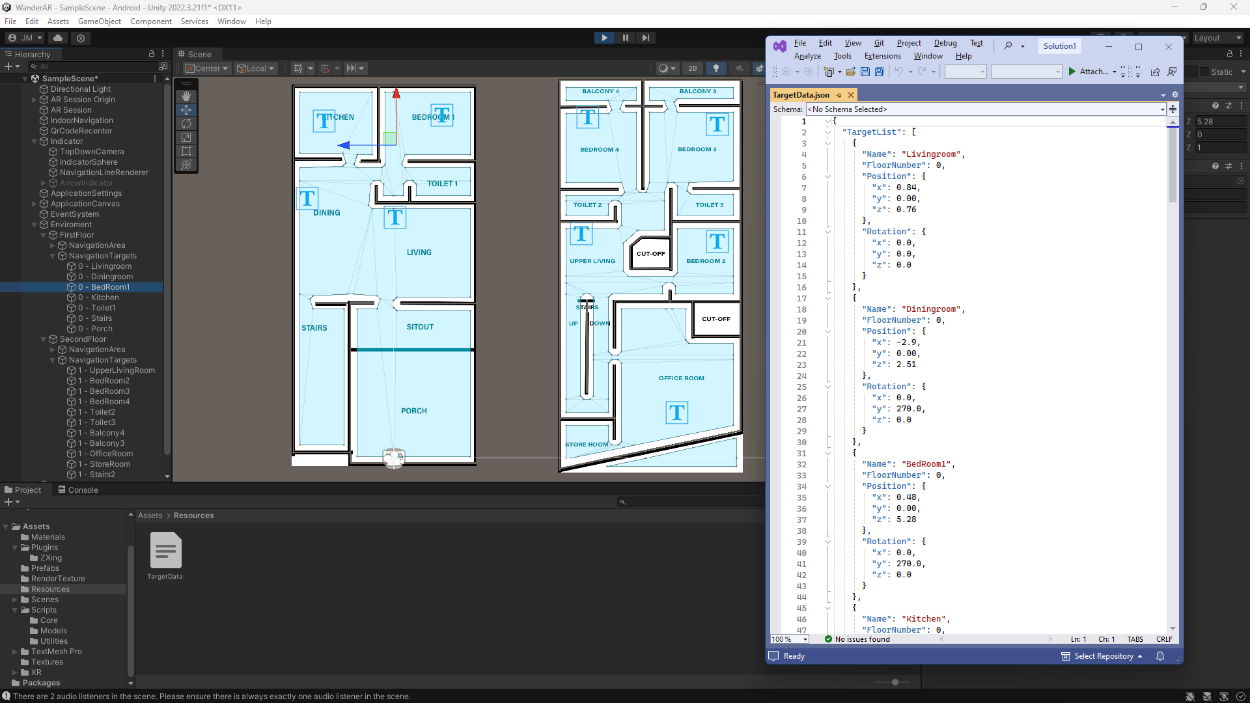 WanderAR - SampleScene - Android - Unity 2022.3.21f1* <DX11>
File Edit Assets GameObject Component Services Window Help
JM
Layout
Hierarchy
All
SampleScene*
Directional Light
AR Session Origin
AR Session
IndoorNavigation
QrCodeRecenter
Indicator
TopDownCamera
IndicatorSphere
NavigationLineRenderer
ArrowIndicator
ApplicationSettings
ApplicationCanvas
EventSystem
Enviroment
FirstFloor
NavigationArea
NavigationTargets
0 - Livingroom
0 - Diningroom
0 - BedRoom1
0 - Kitchen
0 - Toilet1
0 - Stairs
0 - Porch
SecondFloor
NavigationArea
NavigationTargets
1 - UpperLivingRoom
1 - BedRoom2
1 - BedRoom3
1 - BedRoom4
1 - Toilet2
1 - Toilet3
1 - Balcony4
1 - Balcony3
1 - OfficeRoom
1 - StoreRoom
1 - Stairs2
Scene
Center Local 2D
KITCHEN
BEDROOM 1
TOILET 1
DINING
LIVING
STAIRS
SITOUT
PORCH
T
T
T
T
BALCONY 4
BALCONY 3
BEDROOM 4
BEDROOM 3
TOILET 2
TOILET 3
UPPER LIVING
CUT-OFF
BEDROOM 2
STAIRS
UP
DOWN
CUT-OFF
OFFICE ROOM
STORE ROOM
T
T
T
T
T
Static
Z 5.28
Z 0
Z 1
File Edit View Git Project Debug Test
Analyze Tools Extensions Window Help
Solution1
Attach...
TargetData.json
Schema: <No Schema Selected>
1 {
2 "TargetList": [
3 {
4 "Name": "Livingroom",
5 "FloorNumber": 0,
6 "Position": {
7 "x": 0.84,
8 "y": 0.00,
9 "z": 0.76
10 },
11 "Rotation": {
12 "x": 0.0,
13 "y": 0.0,
14 "z": 0.0
15 }
16 },
17 {
18 "Name": "Diningroom",
19 "FloorNumber": 0,
20 "Position": {
21 "x": -2.9,
22 "y": 0.00,
23 "z": 2.51
24 },
25 "Rotation": {
26 "x": 0.0,
27 "y": 270.0,
28 "z": 0.0
29 }
30 },
31 {
32 "Name": "BedRoom1",
33 "FloorNumber": 0,
34 "Position": {
35 "x": 0.48,
36 "y": 0.00,
37 "z": 5.28
38 },
39 "Rotation": {
40 "x": 0.0,
41 "y": 270.0,
42 "z": 0.0
43 }
44 },
45 {
46 "Name": "Kitchen",
47 "FloorNumber": 0,
100 % No issues found Ln: 1 Ch: 1 TABS CRLF
Ready Select Repository
Project Console
Assets
Materials
Plugins
ZXing
Prefabs
RenderTexture
Resources
Scenes
Scripts
Core
Models
Utilities
TextMesh Pro
Textures
XR
Packages
Assets > Resources
TargetData
There are 2 audio listeners in the scene. Please ensure there is always exactly one audio listener in the scene.